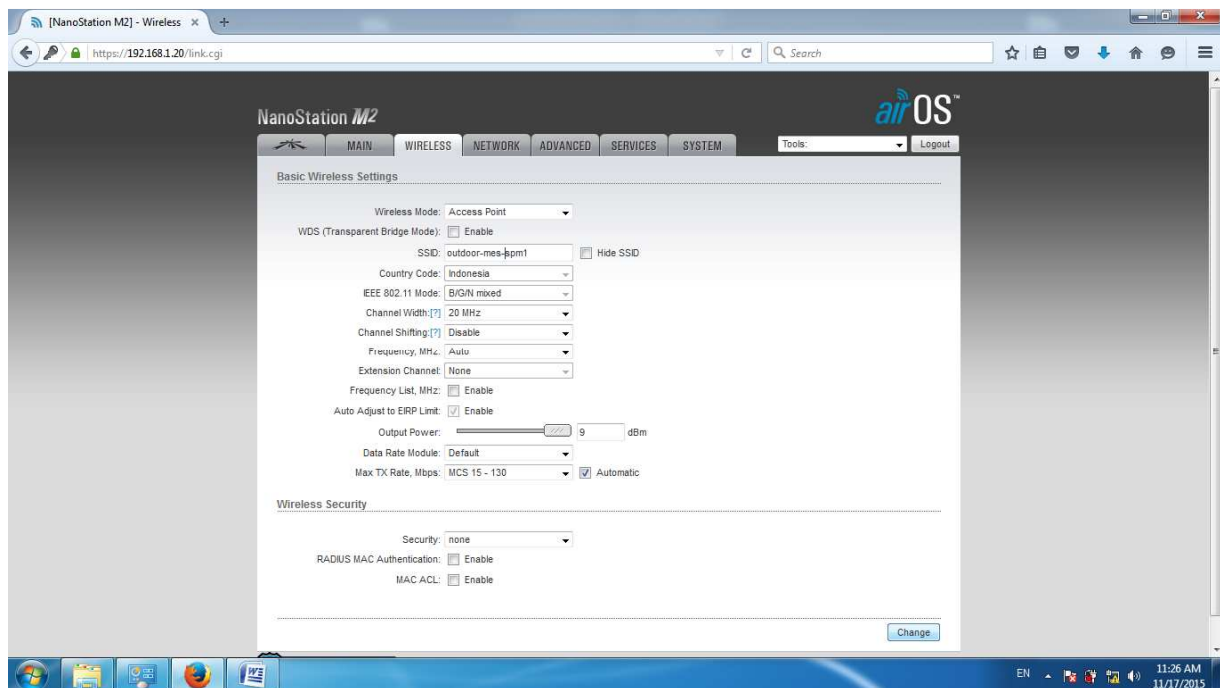 [NanoStation M2] - Wireless
https://192.168.1.20/link.cgi
Search
NanoStation M2
airOS™
MAIN WIRELESS NETWORK ADVANCED SERVICES SYSTEM Tools: Logout
Basic Wireless Settings
Wireless Mode: Access Point
WDS (Transparent Bridge Mode): Enable
SSID: outdoor-mes-spm1 Hide SSID
Country Code: Indonesia
IEEE 802.11 Mode: B/G/N mixed
Channel Width:[?] 20 MHz
Channel Shifting:[?] Disable
Frequency, MHz: Auto
Extension Channel: None
Frequency List, MHz: Enable
Auto Adjust to EIRP Limit: Enable
Output Power: 9 dBm
Data Rate Module: Default
Max TX Rate, Mbps: MCS 15 - 130 Automatic
Wireless Security
Security: none
RADIUS MAC Authentication: Enable
MAC ACL: Enable
Change
EN
11:26 AM
11/17/2015